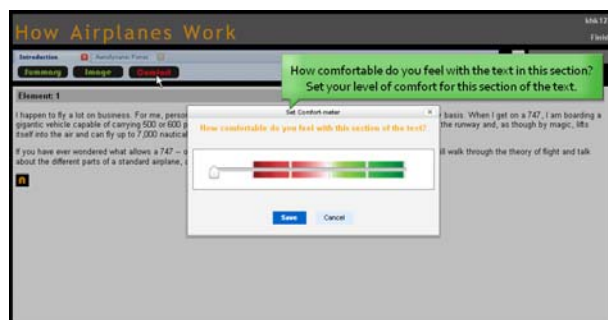 How Airplanes Work
Introduction
Aerodynamic Force
Summary Image Comfort
How comfortable do you feel with the text in this section?
Set your level of comfort for this section of the text.
Element: 1
I happen to fly a lot on business. For me, person
basis. When I get on a 747, I am boarding a
gigantic vehicle capable of carrying 500 or 600 p
the runway and, as though by magic, lifts
itself into the air and can fly up to 7,000 nautical
If you have ever wondered what allows a 747 -- u
ill walk through the theory of flight and talk
about the different parts of a standard airplane, a
Set Comfort-meter
How comfortable do you feel with this section of the text?
Save Cancel